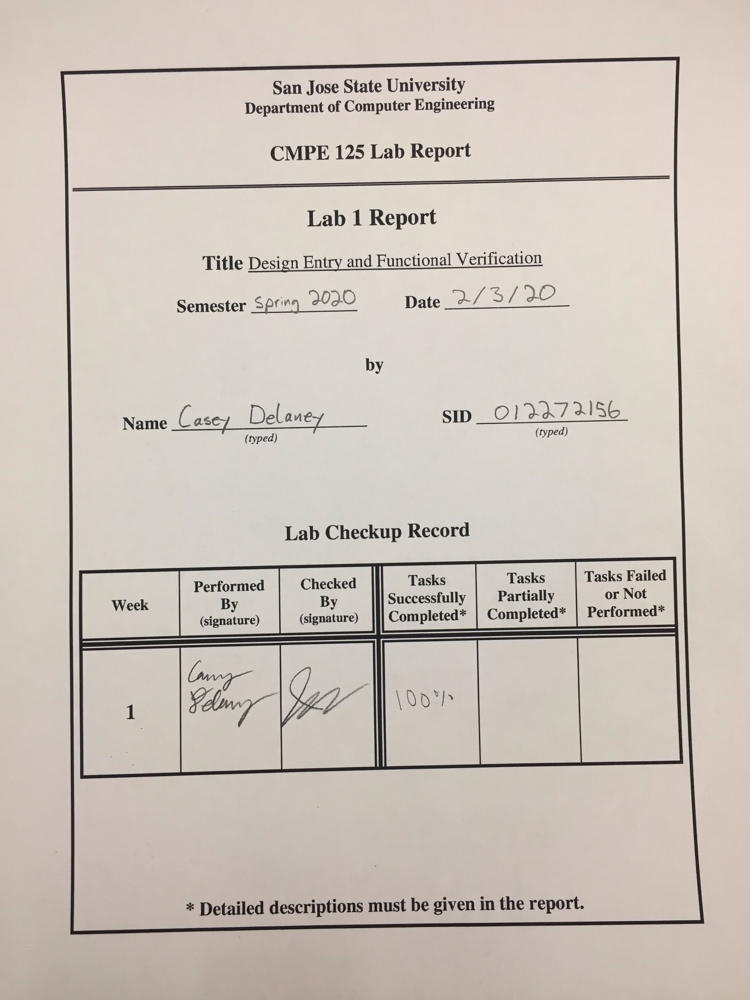 San Jose State University
Department of Computer Engineering
CMPE 125 Lab Report
Lab 1 Report
Title Design Entry and Functional Verification
Semester Spring 2020 Date 2/3/20
by
Name Casey Delaney SID 012272156
(typed) (typed)
Lab Checkup Record
Week
Performed
By
(signature)
Checked
By
(signature)
Tasks
Successfully
Completed*
Tasks
Partially
Completed*
Tasks Failed
or Not
Performed*
1
Casey
Delaney
100%
* Detailed descriptions must be given in the report.